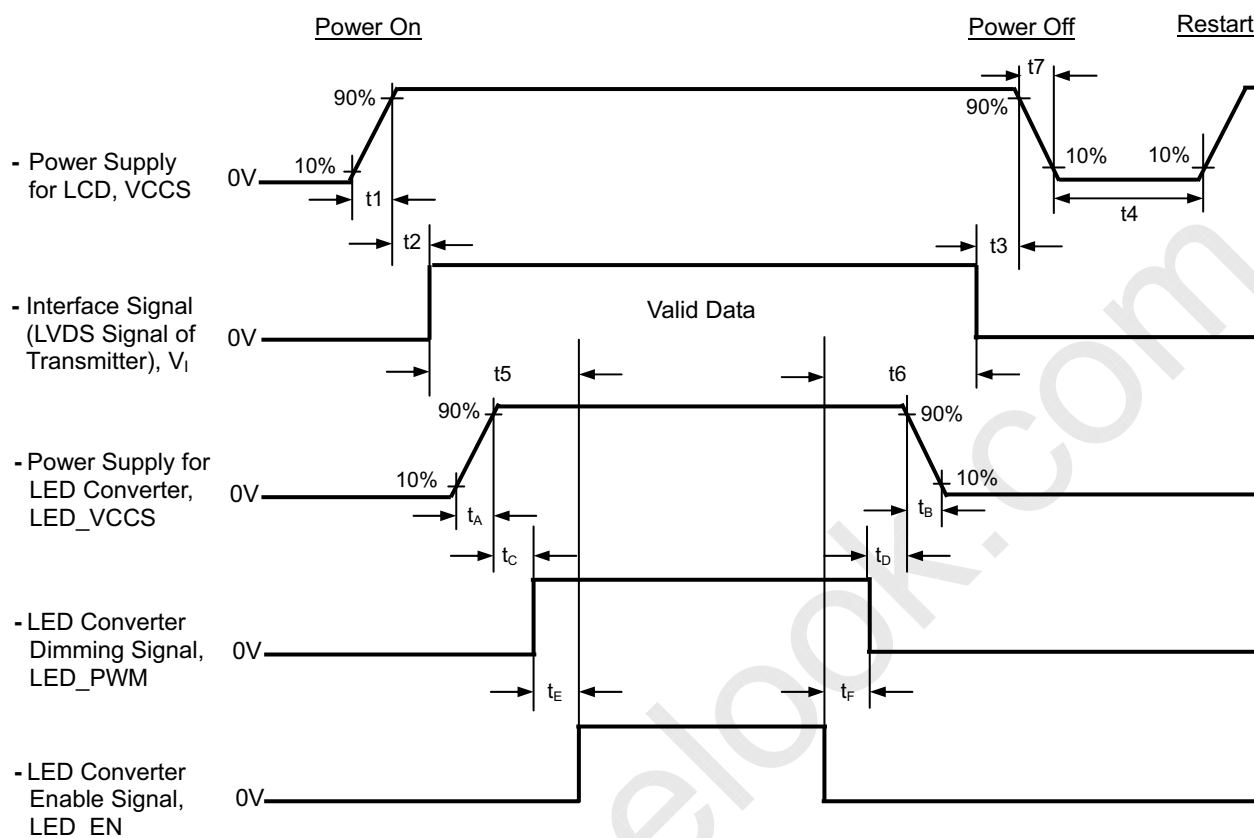 Power On
Power Off
Restart
t7
90%
90%
- Power Supply
for LCD, VCCS
0V
10%
10%
10%
t1
t4
t2
t3
- Interface Signal
(LVDS Signal of
Transmitter), VI
0V
Valid Data
t5
t6
90%
90%
- Power Supply for
LED Converter,
LED_VCCS
0V
10%
10%
tA
tB
tC
tD
- LED Converter
Dimming Signal,
LED_PWM
0V
tE
tF
- LED Converter
Enable Signal,
LED_EN
0V
elook.com